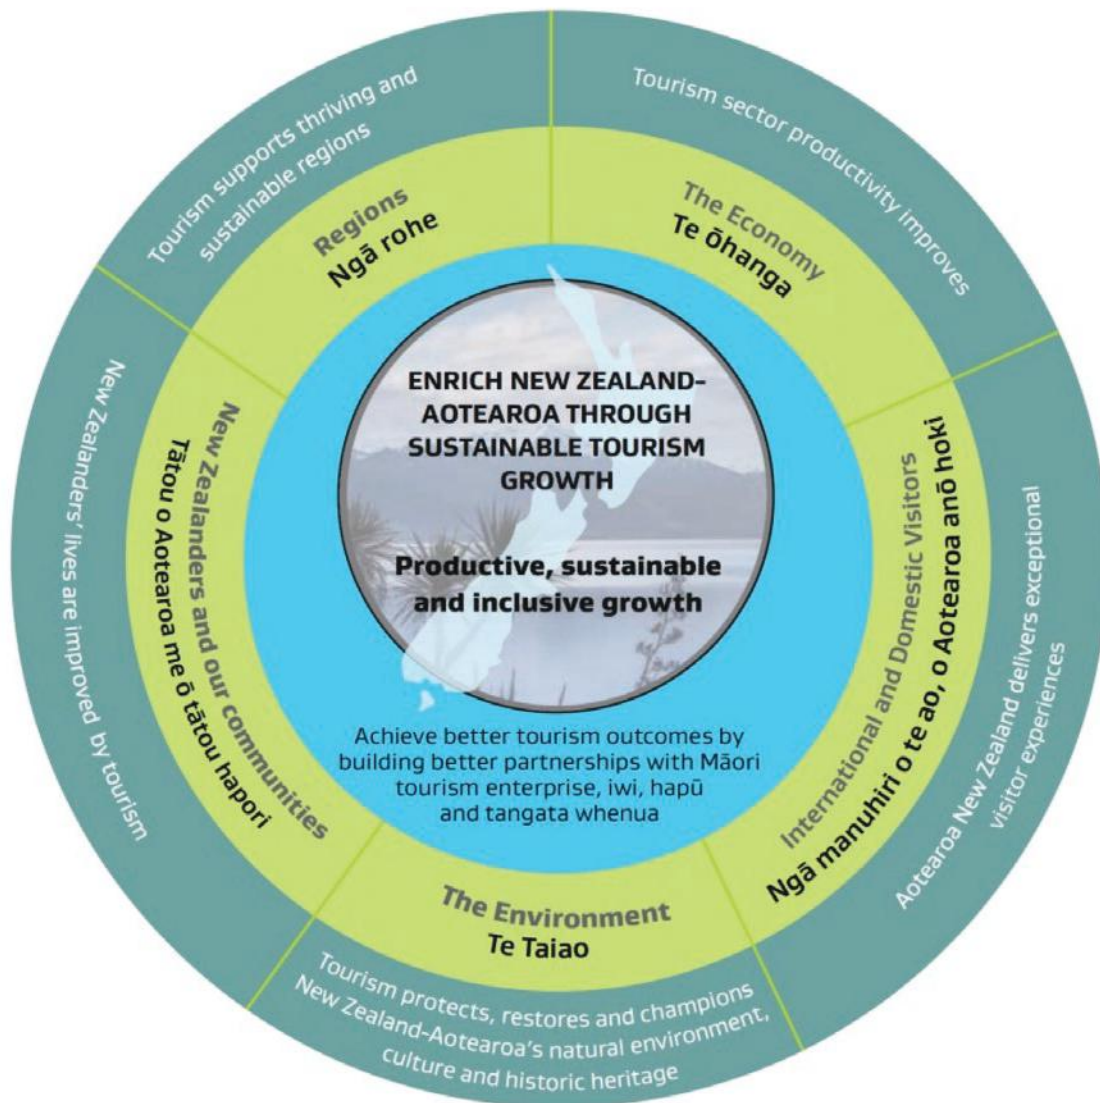 ENRICH NEW ZEALAND-
AOTEAROA THROUGH
SUSTAINABLE TOURISM
GROWTH
Productive, sustainable
and inclusive growth
Achieve better tourism outcomes by
building better partnerships with Māori
tourism enterprise, iwi, hapū
and tangata whenua
The Economy
Te ōhanga
Tourism sector productivity improves
International and Domestic Visitors
Ngā manuhiri o te ao, o Aotearoa anō hoki
Aotearoa New Zealand delivers exceptional
visitor experiences
The Environment
Te Taiao
Tourism protects, restores and champions
New Zealand-Aotearoa's natural environment,
culture and historic heritage
New Zealanders and our communities
Tātou o Aotearoa me ō tātou hapori
New Zealanders' lives are improved by tourism
Regions
Ngā rohe
Tourism supports thriving and
sustainable regions